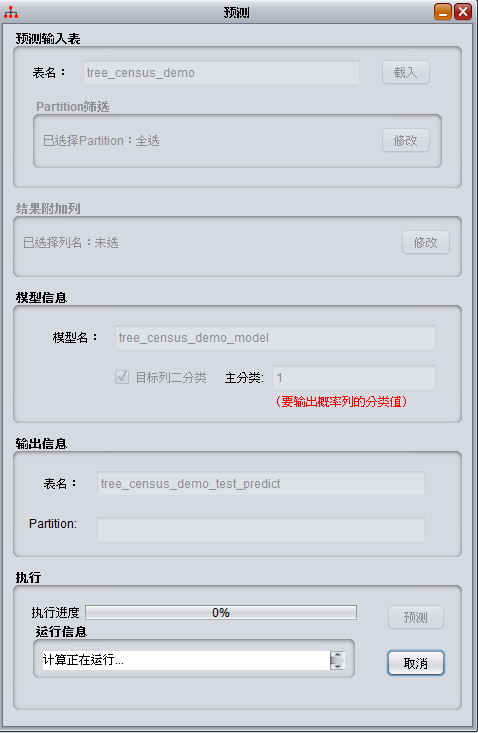 预测
预测输入表
表名： tree_census_demo 载入
Partition筛选
已选择Partition：全选 修改
结果附加列
已选择列名：未选 修改
模型信息
模型名： tree_census_demo_model
目标列二分类 主分类: 1
（要输出概率列的分类值）
输出信息
表名： tree_census_demo_test_predict
Partition:
执行
执行进度 0% 预测
运行信息
计算正在运行... 取消